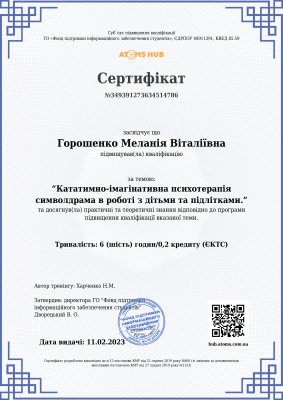 Суб'єкт підвищення кваліфікації
ГО «Фонд підтримки інформаційного забезпечення студентів», ЄДРПОУ 40911391, КВЕД 85.59
ATOMS HUB
Сертифікат
№349391273634514786
засвідчує що
Горошенко Меланія Віталіївна
підвищував(ла) кваліфікацію
за темою:
“Кататимно-імагінативна психотерапія
символдрама в роботі з дітьми та підлітками.”
та досягнув(ла) практичні та теоретичні знання відповідно до програми
підвищення кваліфікації вказаної теми.
Тривалість: 6 (шість) годин/0,2 кредиту (ЄКТС)
Автор тренінгу: Харченко Н.М.
Затверджено: директора ГО "Фонд підтримки
інформаційного забезпечення студентів"
Дворецький В. О.
Дата видачі: 11.02.2023
hub.atoms.com.ua